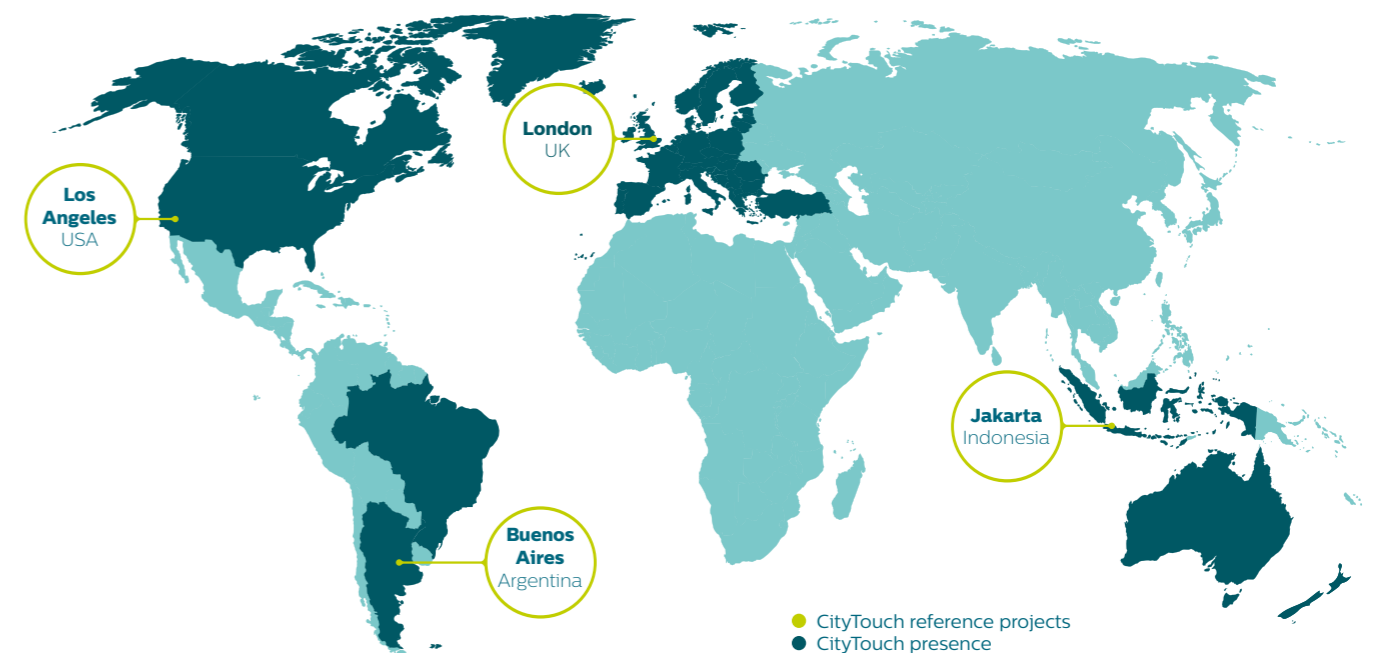 London
UK
Los
Angeles
USA
Jakarta
Indonesia
Buenos
Aires
Argentina
CityTouch reference projects
CityTouch presence